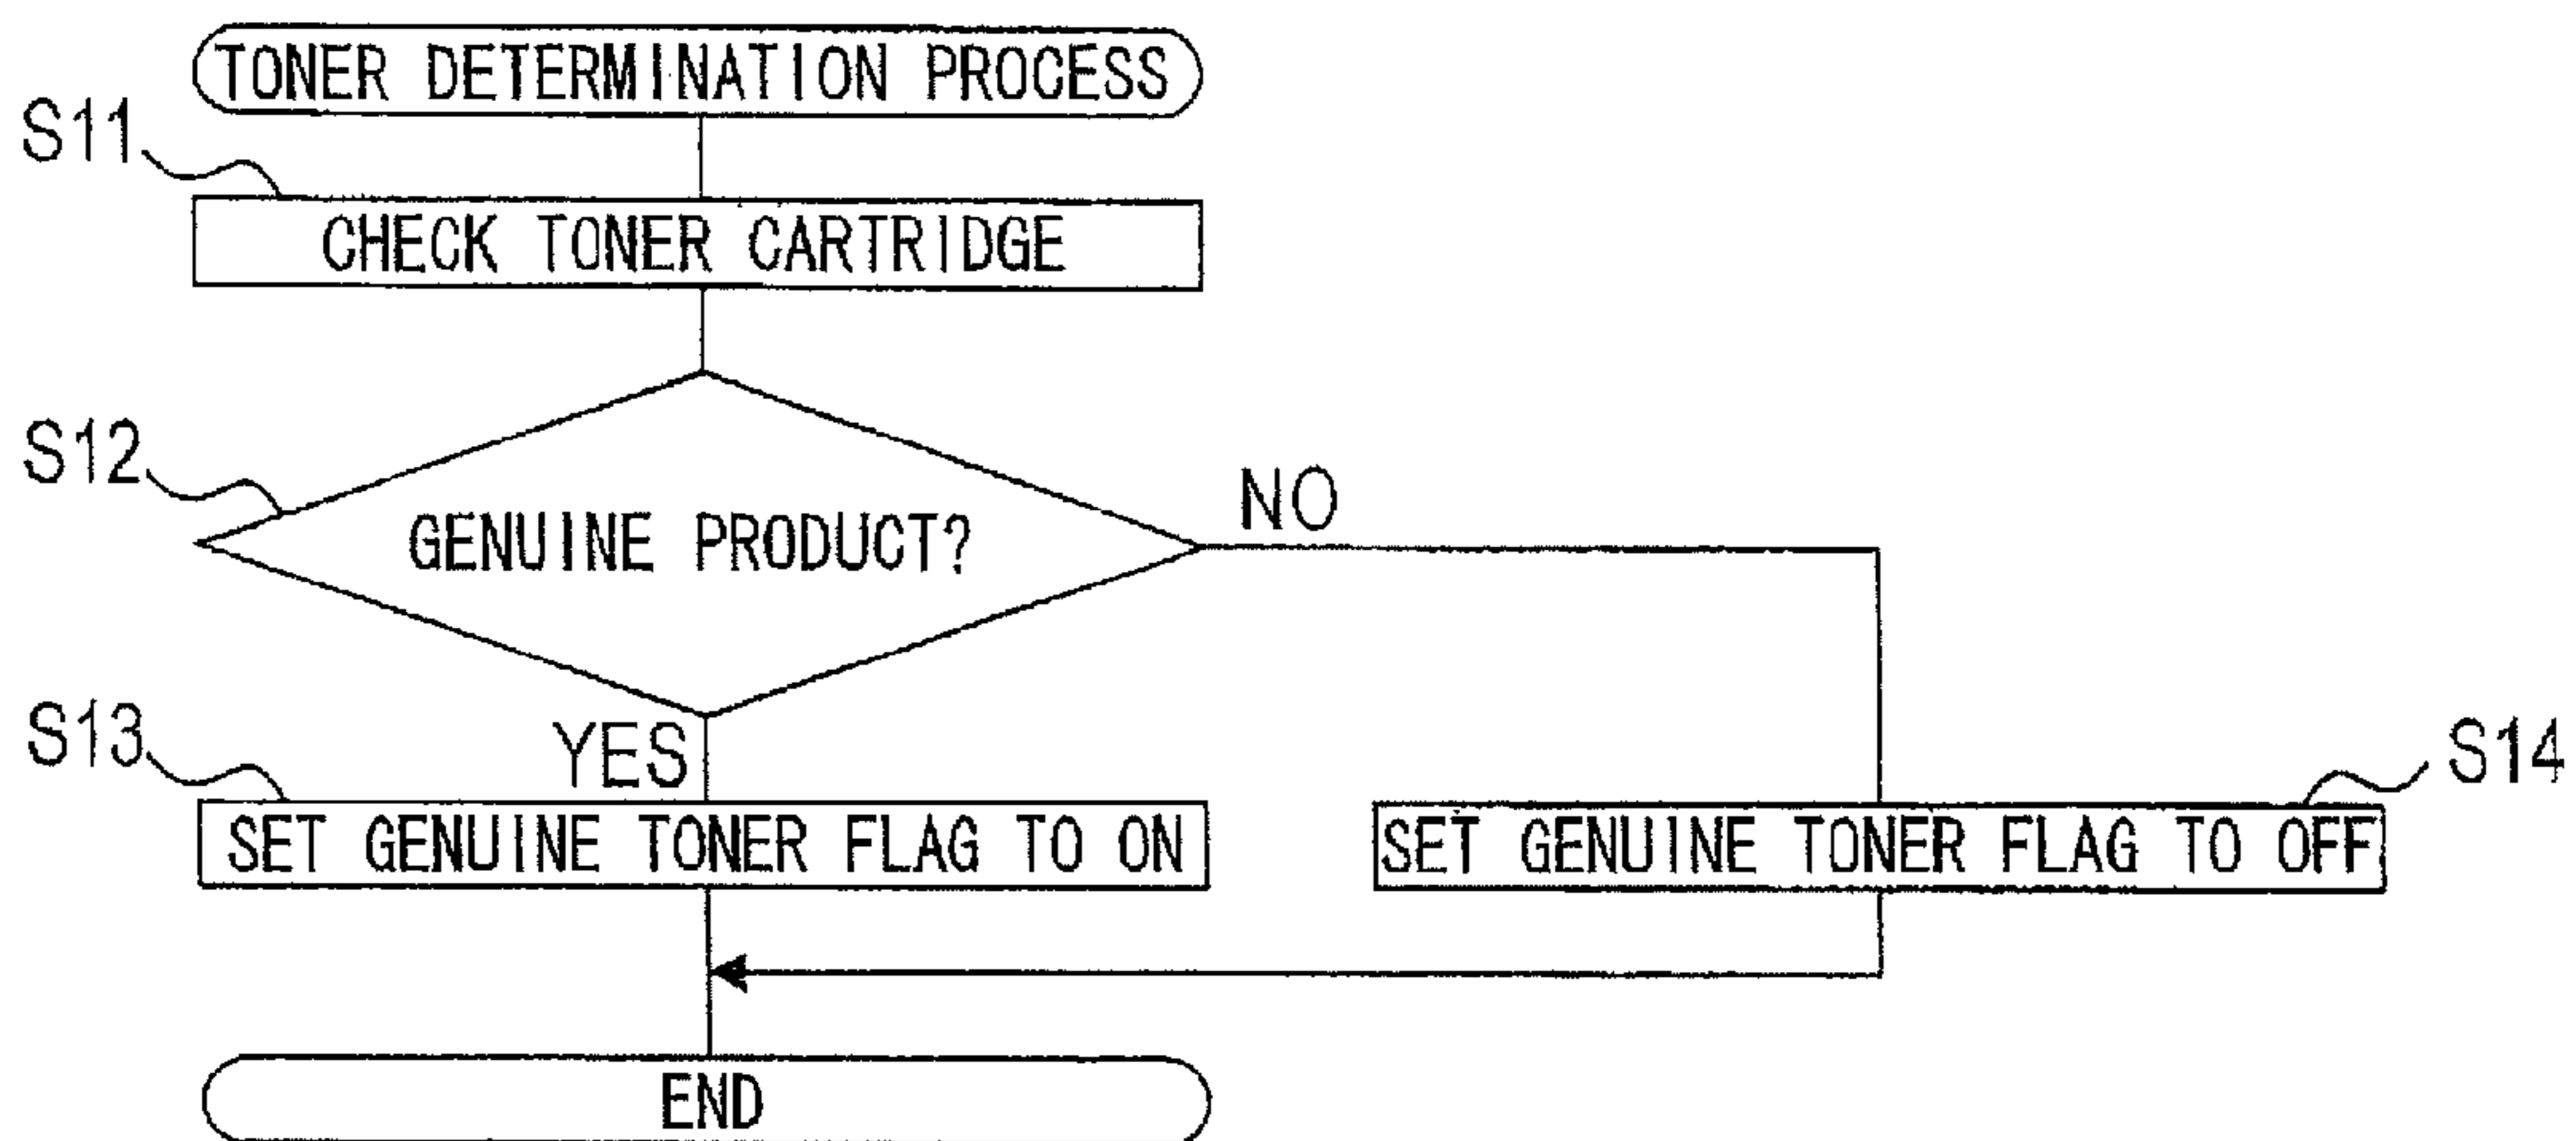 TONER DETERMINATION PROCESS
S11
CHECK TONER CARTRIDGE
S12
GENUINE PRODUCT?
NO
YES
S13
SET GENUINE TONER FLAG TO ON
S14
SET GENUINE TONER FLAG TO OFF
END